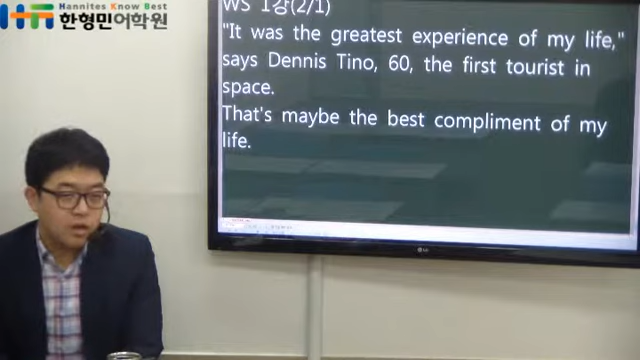 Hannites Know Best
한형민어학원
WS 1강(2/1)
"It was the greatest experience of my life,"
says Dennis Tino, 60, the first tourist in
space.
That's maybe the best compliment of my
life.
LG